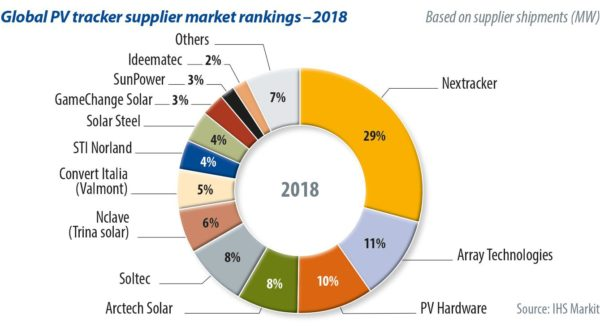 Global PV tracker supplier market rankings – 2018
Based on supplier shipments (MW)
Others
7%
Ideematec 2%
SunPower 3%
GameChange Solar 3%
Solar Steel
4%
STI Norland
4%
Convert Italia
(Valmont)
5%
Nclave
(Trina solar)
6%
Soltec
8%
Arctech Solar
8%
PV Hardware
10%
Array Technologies
11%
Nextracker
29%
2018
Source: IHS Markit